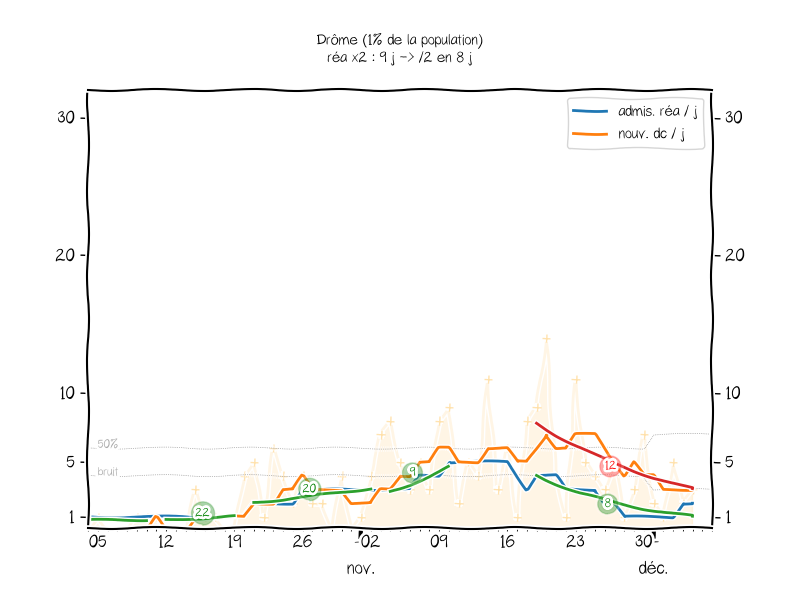 Drôme (1% de la population)
réa x2 : 9 j -> /2 en 8 j
admis. réa / j
nouv. dc / j
30
30
20
20
10
10
50%
5
5
bruit
1
1
22
20
9
12
8
05 12 19 26 02 09 16 23 30
nov. déc.